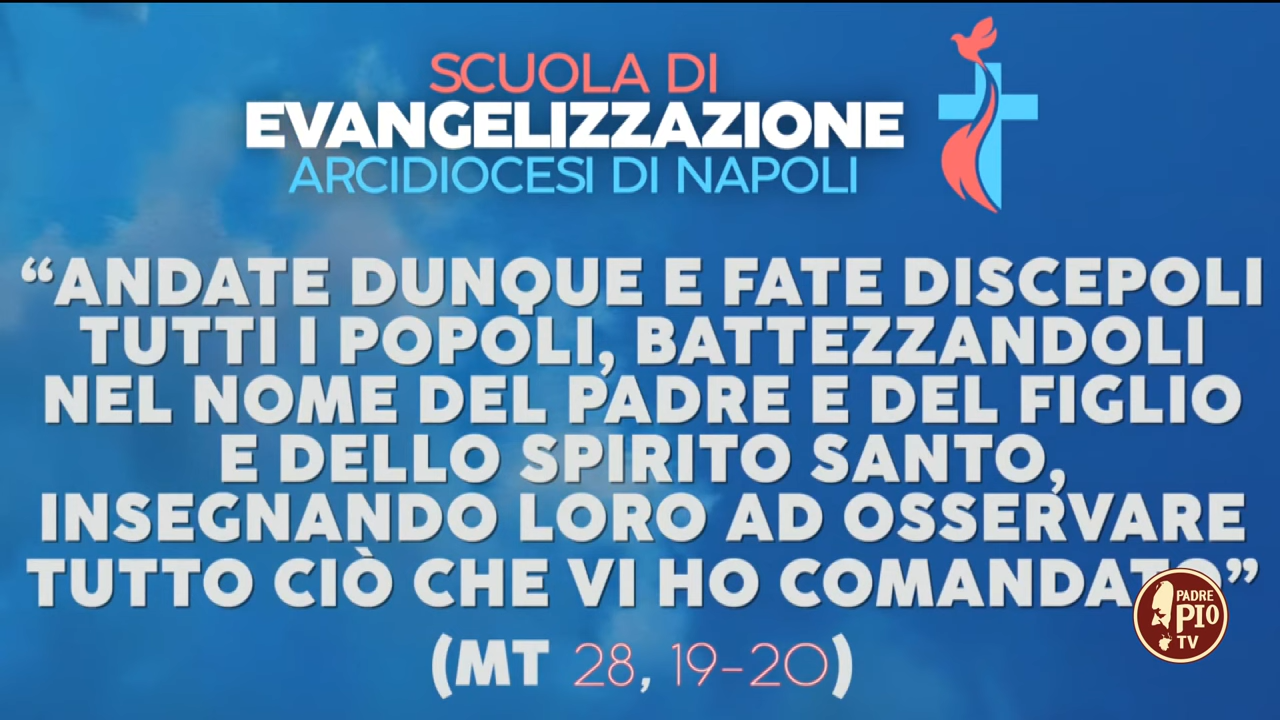 SCUOLA DI
EVANGELIZZAZIONE
ARCIDIOCESI DI NAPOLI
“ANDATE DUNQUE E FATE DISCEPOLI
TUTTI I POPOLI, BATTEZZANDOLI
NEL NOME DEL PADRE E DEL FIGLIO
E DELLO SPIRITO SANTO,
INSEGNANDO LORO AD OSSERVARE
TUTTO CIÒ CHE VI HO COMANDATO”
(MT 28, 19-20)
PADRE
PIO
TV